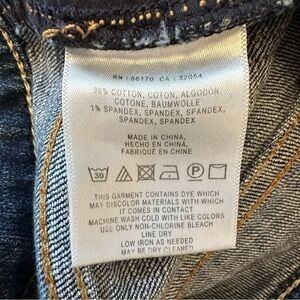 RN: 66170 CA: 32054
99% COTTON, COTON, ALGODON,
COTONE, BAUMWOLLE
1% SPANDEX, SPANDEX, SPANDEX,
SPANDEX, SPANDEX
MADE IN CHINA,
HECHO EN CHINA,
FABRIQUÉ EN CHINE
30
THIS GARMENT CONTAINS DYE WHICH
MAY DISCOLOR MATERIALS WITH WHICH
IT COMES IN CONTACT
MACHINE WASH COLD WITH LIKE COLORS
USE ONLY NON-CHLORINE BLEACH
LINE DRY
LOW IRON AS NEEDED
MAY BE DRY CLEANED